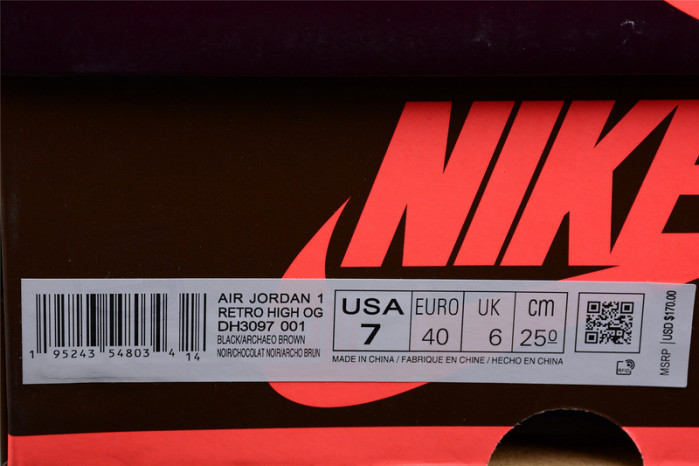 NIKE
AIR JORDAN 1
RETRO HIGH OG
DH3097 001
BLACK/ARCHAEO BROWN
NOIR/CHOCOLAT NOIR/ARCHO BRUN
1 95243 54803 4 14
USA EURO UK cm
7 40 6 25º
MADE IN CHINA / FABRIQUE EN CHINE / HECHO EN CHINA
RFID
MSRP | USD $170.00